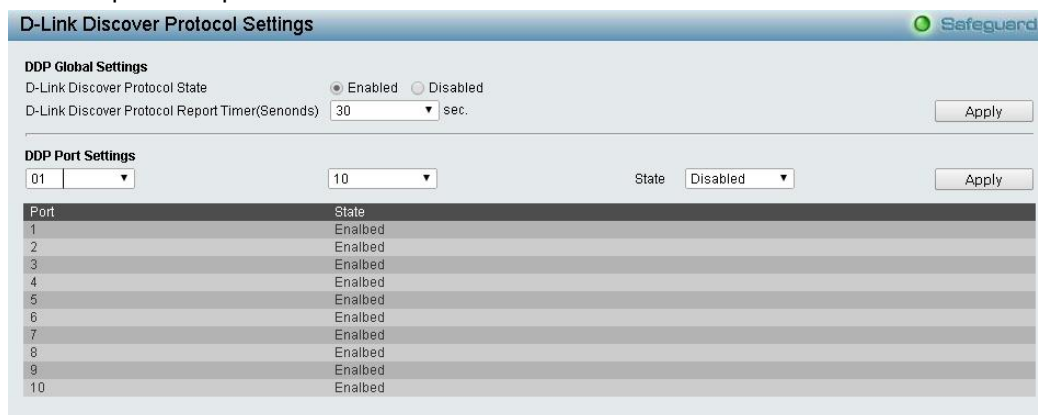 D-Link Discover Protocol Settings Safeguard
DDP Global Settings
D-Link Discover Protocol State Enabled Disabled
D-Link Discover Protocol Report Timer(Senonds) 30 sec. Apply
DDP Port Settings
01 10 State Disabled Apply
Port State
1 Enalbed
2 Enalbed
3 Enalbed
4 Enalbed
5 Enalbed
6 Enalbed
7 Enalbed
8 Enalbed
9 Enalbed
10 Enalbed